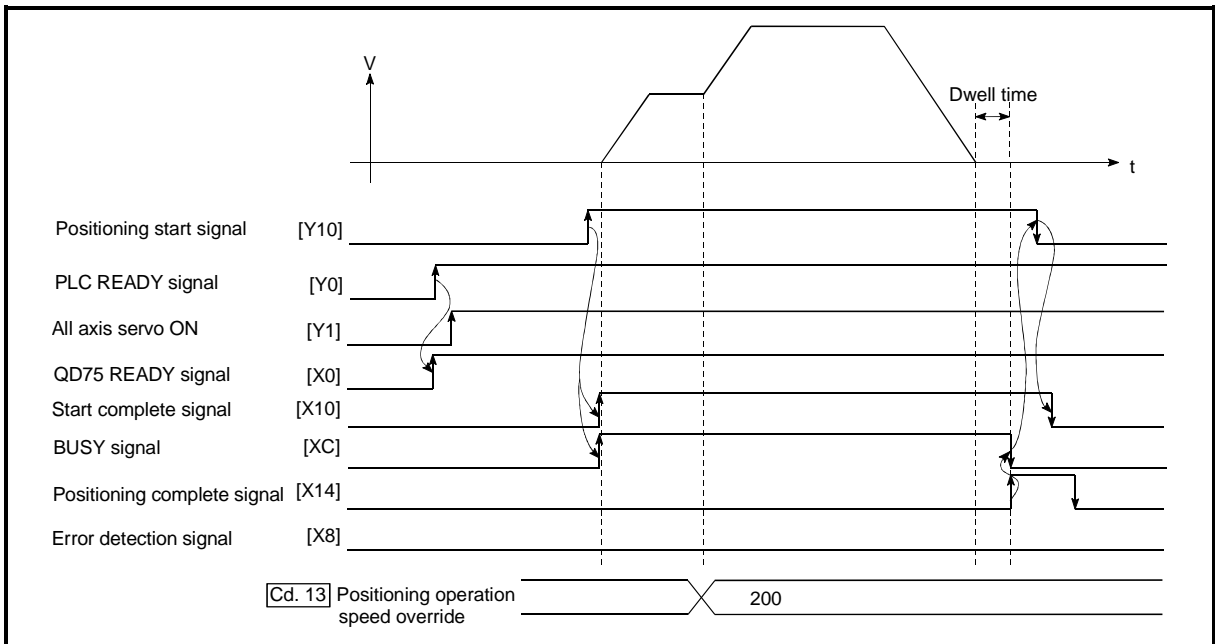 V
Dwell time
t
Positioning start signal [Y10]
PLC READY signal [Y0]
All axis servo ON [Y1]
QD75 READY signal [X0]
Start complete signal [X10]
BUSY signal [XC]
Positioning complete signal [X14]
Error detection signal [X8]
Cd. 13 Positioning operation
speed override
200